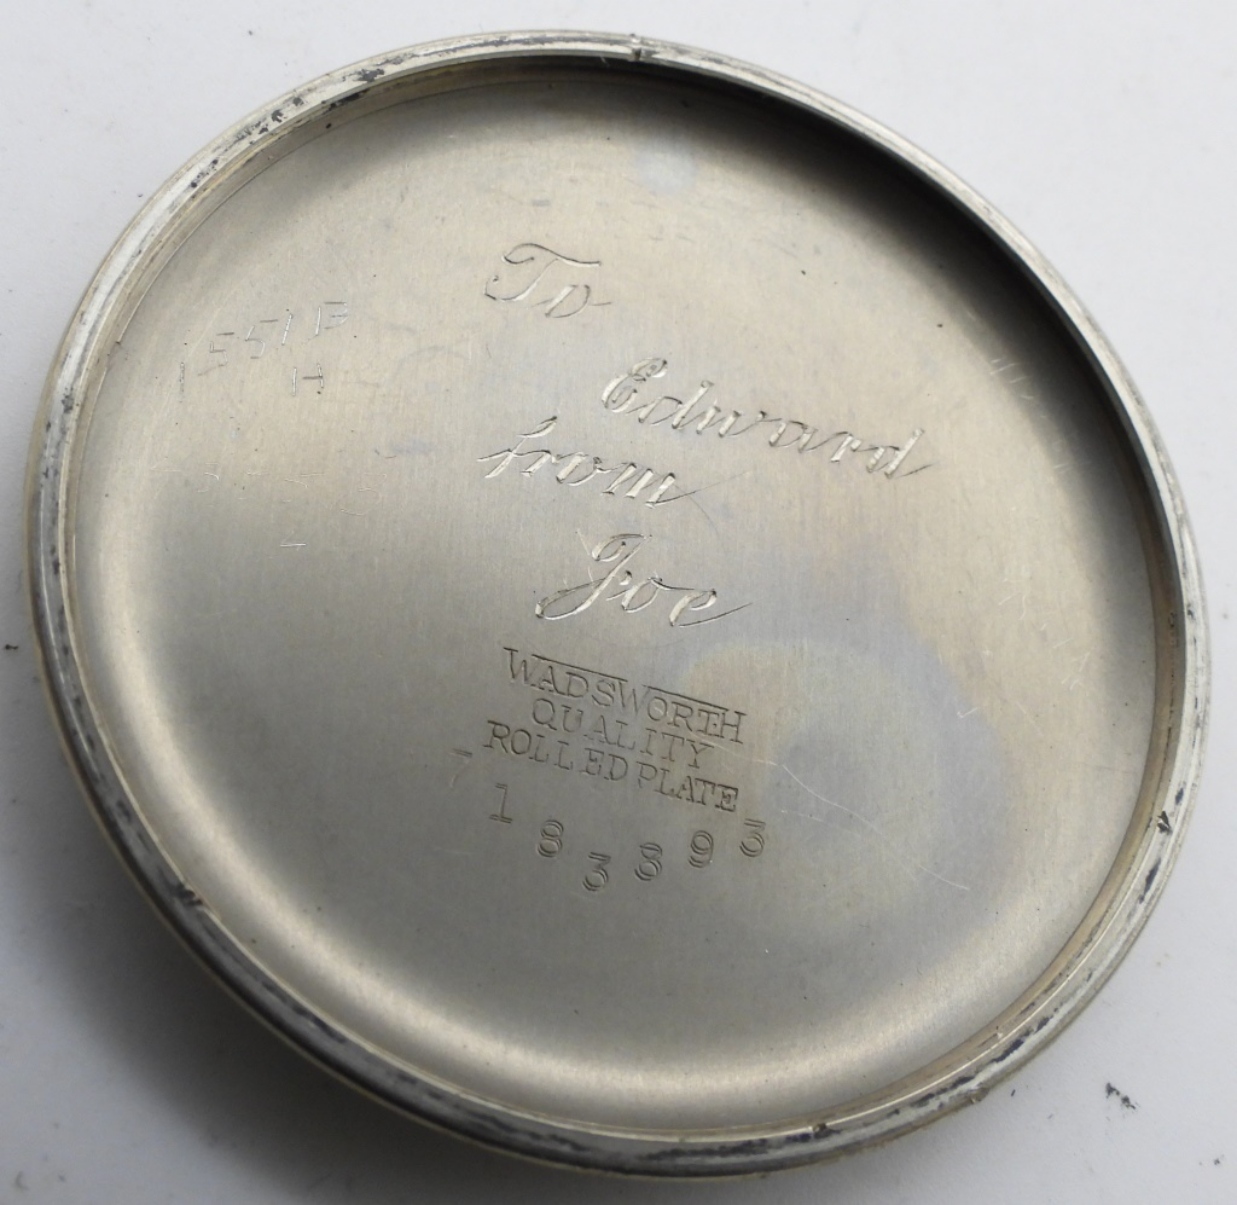 To
Edward
from
Joe
WADSWORTH
QUALITY
ROLLED PLATE
7183893
H